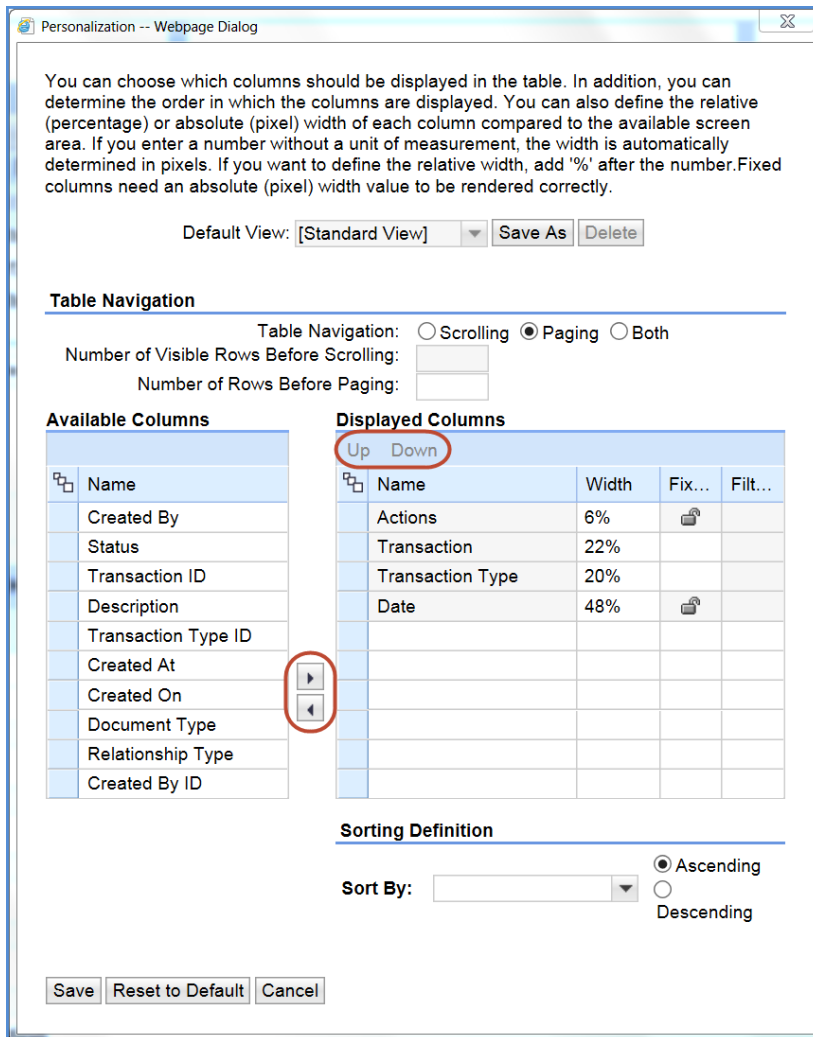 Personalization -- Webpage Dialog
You can choose which columns should be displayed in the table. In addition, you can
determine the order in which the columns are displayed. You can also define the relative
(percentage) or absolute (pixel) width of each column compared to the available screen
area. If you enter a number without a unit of measurement, the width is automatically
determined in pixels. If you want to define the relative width, add '%' after the number.Fixed
columns need an absolute (pixel) width value to be rendered correctly.
Default View: [Standard View] Save As Delete
Table Navigation
Table Navigation: Scrolling Paging Both
Number of Visible Rows Before Scrolling:
Number of Rows Before Paging:
Available Columns
Name
Created By
Status
Transaction ID
Description
Transaction Type ID
Created At
Created On
Document Type
Relationship Type
Created By ID
Displayed Columns
Up Down
Name Width Fix... Filt...
Actions 6%
Transaction 22%
Transaction Type 20%
Date 48%
Sorting Definition
Sort By: Ascending
Descending
Save Reset to Default Cancel